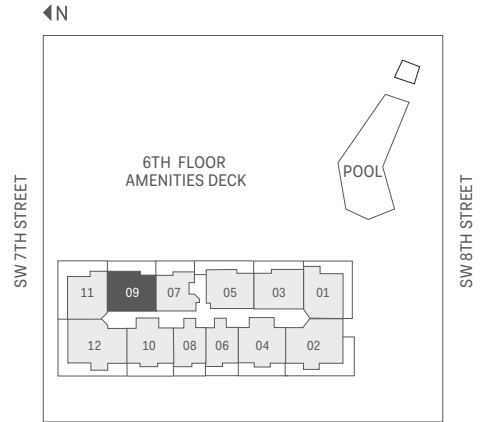 N
6TH FLOOR
AMENITIES DECK
POOL
SW 7TH STREET
SW 8TH STREET
11 09 07 05 03 01
12 10 08 06 04 02